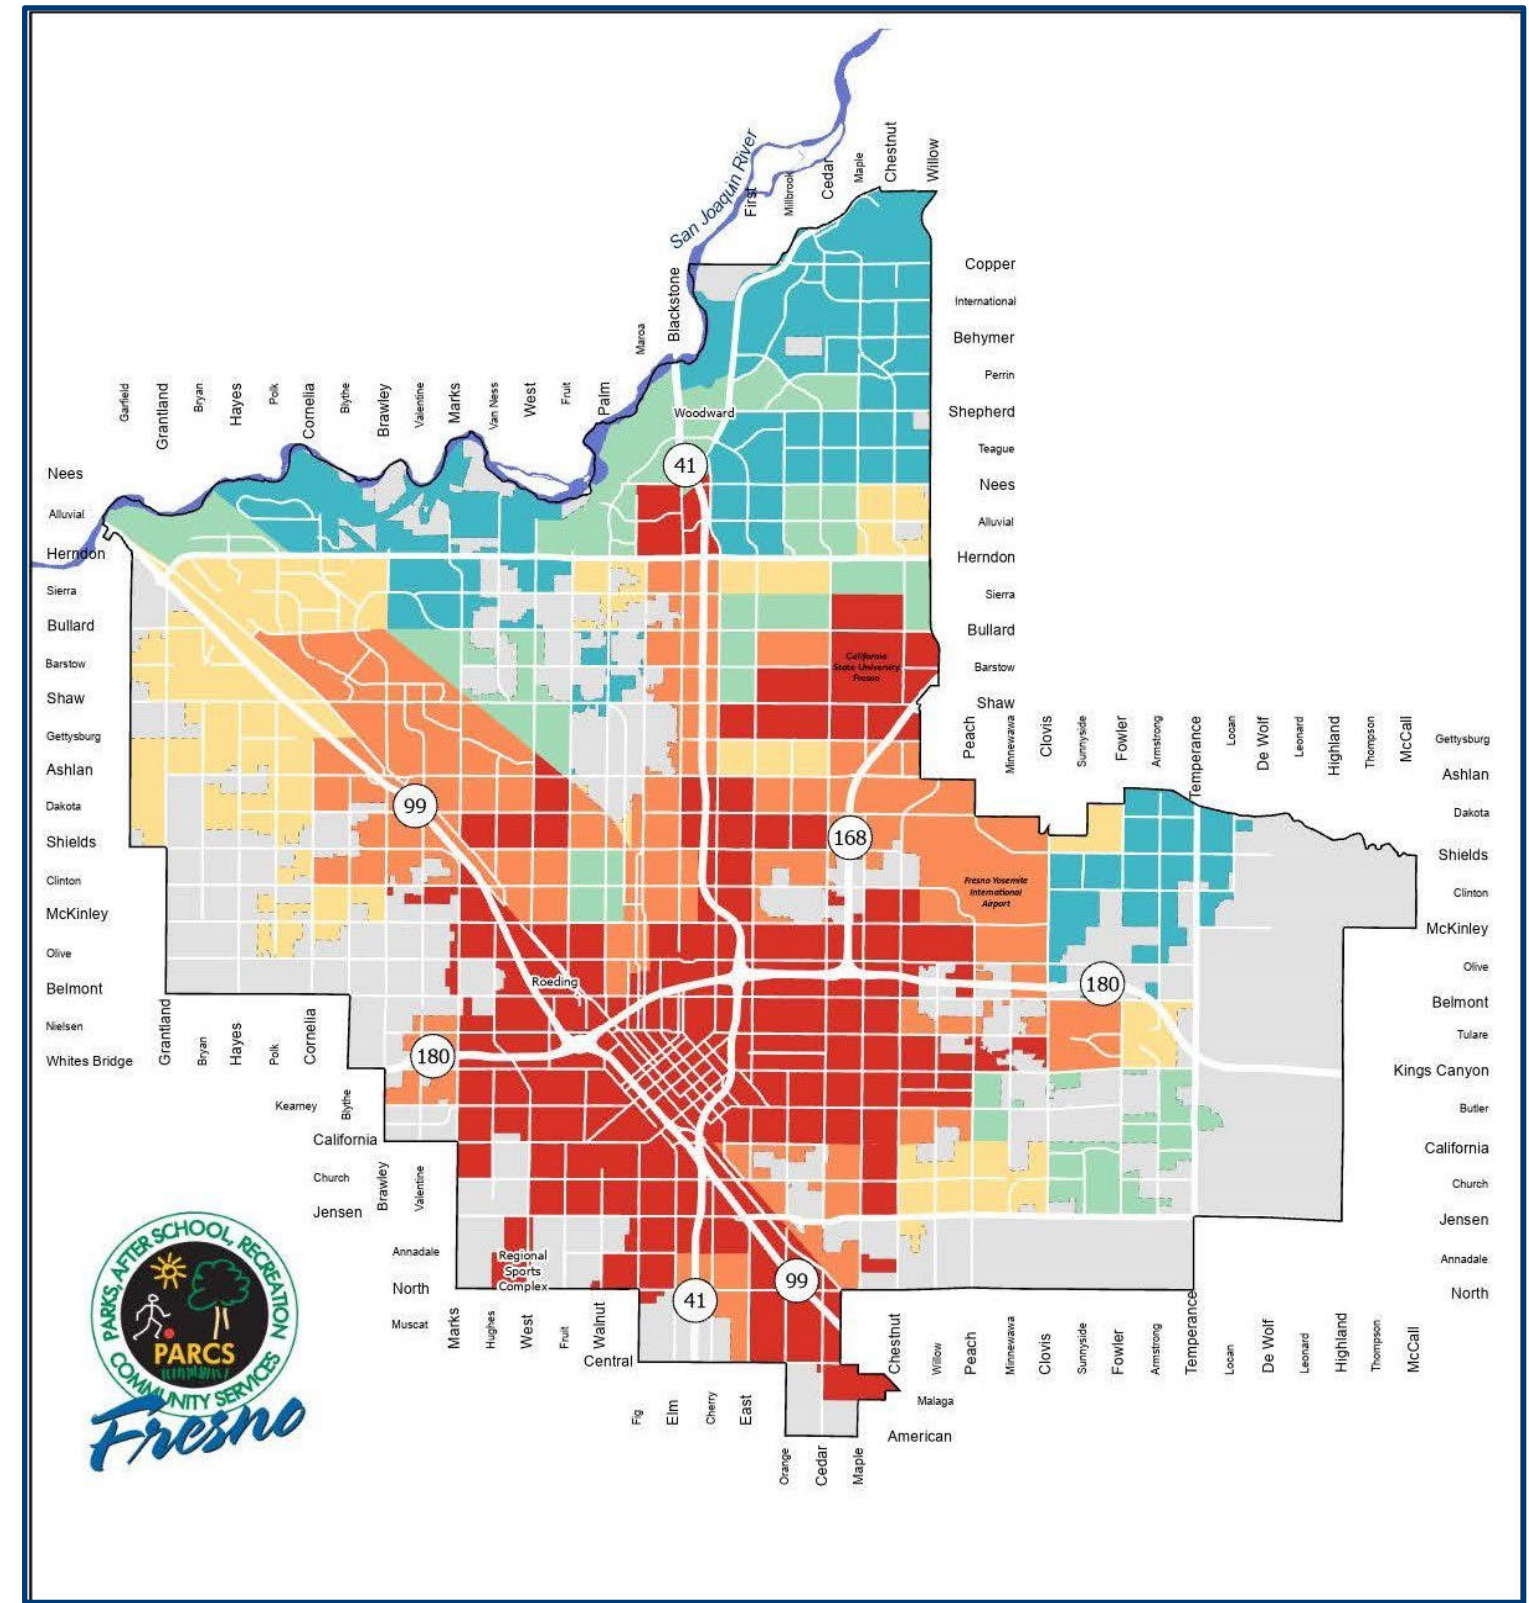 San Joaquin River
First
Millbrook
Cedar
Maple
Chestnut
Willow
Copper
International
Behymer
Perrin
Shepherd
Teague
Nees
Alluvial
Herndon
Sierra
Bullard
Barstow
Shaw
Garfield
Grantland
Bryan
Hayes
Polk
Cornelia
Blythe
Brawley
Valentine
Marks
Van Ness
West
Fruit
Palm
Maroa
Blackstone
Woodward
41
Nees
Alluvial
Herndon
Sierra
Bullard
Barstow
Shaw
Gettysburg
Ashlan
Dakota
Shields
Clinton
McKinley
Olive
Belmont
Nielsen
Whites Bridge
California
State University
Fresno
Peach
Minnewawa
Clovis
Sunnyside
Fowler
Armstrong
Temperance
Locan
De Wolf
Leonard
Highland
Thompson
McCall
Gettysburg
Ashlan
Dakota
Shields
Clinton
McKinley
Olive
Belmont
Tulare
Kings Canyon
Butler
California
Church
Jensen
Annadale
North
99
168
Fresno Yosemite
International
Airport
Roeding
180
180
Grantland
Bryan
Hayes
Polk
Cornelia
Kearney
Blythe
California
Church
Brawley
Valentine
Jensen
Annadale
North
Muscat
Regional
Sports
Complex
41
99
Marks
Hughes
West
Fruit
Walnut
Central
Fig
Elm
Cherry
East
Orange
Cedar
Maple
Chestnut
Willow
Peach
Minnewawa
Clovis
Sunnyside
Fowler
Armstrong
Temperance
Locan
De Wolf
Leonard
Highland
Thompson
McCall
Malaga
American
PARKS, AFTER SCHOOL, RECREATION
PARCS
COMMUNITY SERVICES
Fresno